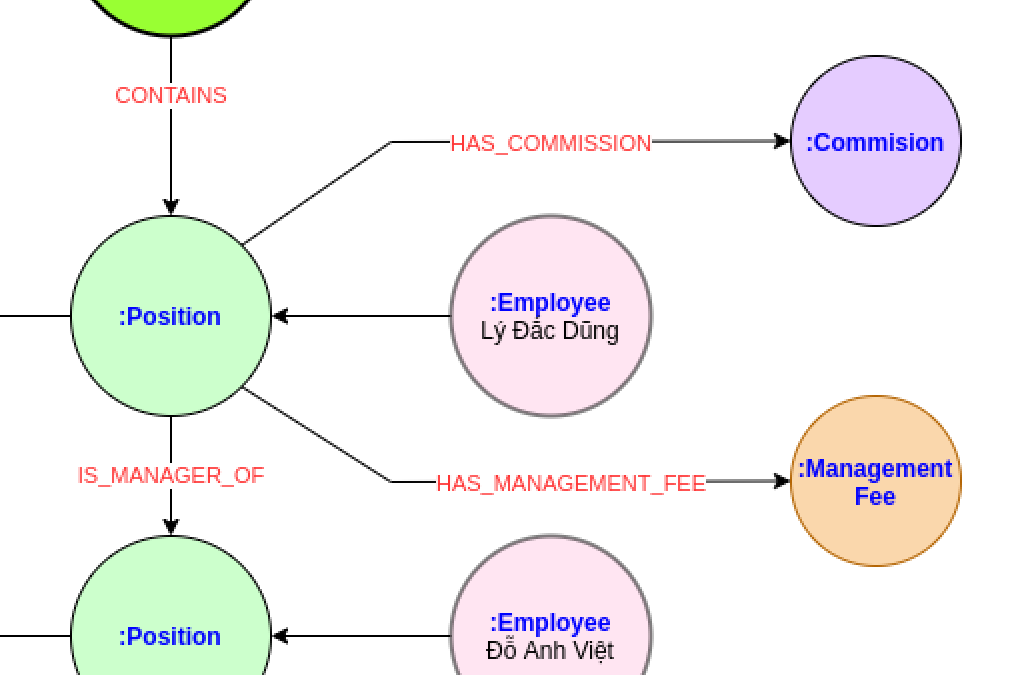 CONTAINS
HAS_COMMISSION
:Commision
:Position
:Employee
Lý Đắc Dũng
IS_MANAGER_OF
HAS_MANAGEMENT_FEE
:Management
Fee
:Position
:Employee
Đỗ Anh Việt